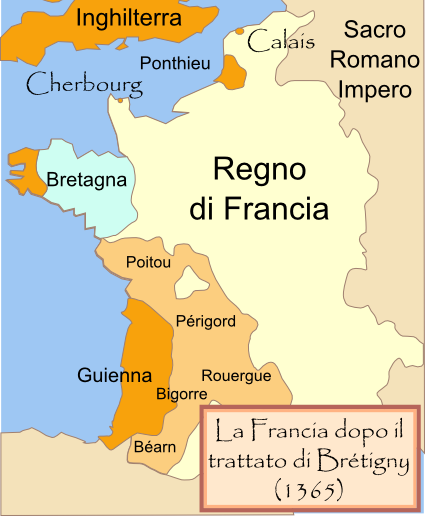 Inghilterra
Calais
Sacro
Romano
Impero
Ponthieu
Cherbourg
Bretagna
Regno
di Francia
Poitou
Périgord
Guienna
Rouergue
Bigorre
Béarn
La Francia dopo il
trattato di Brétigny
(1365)